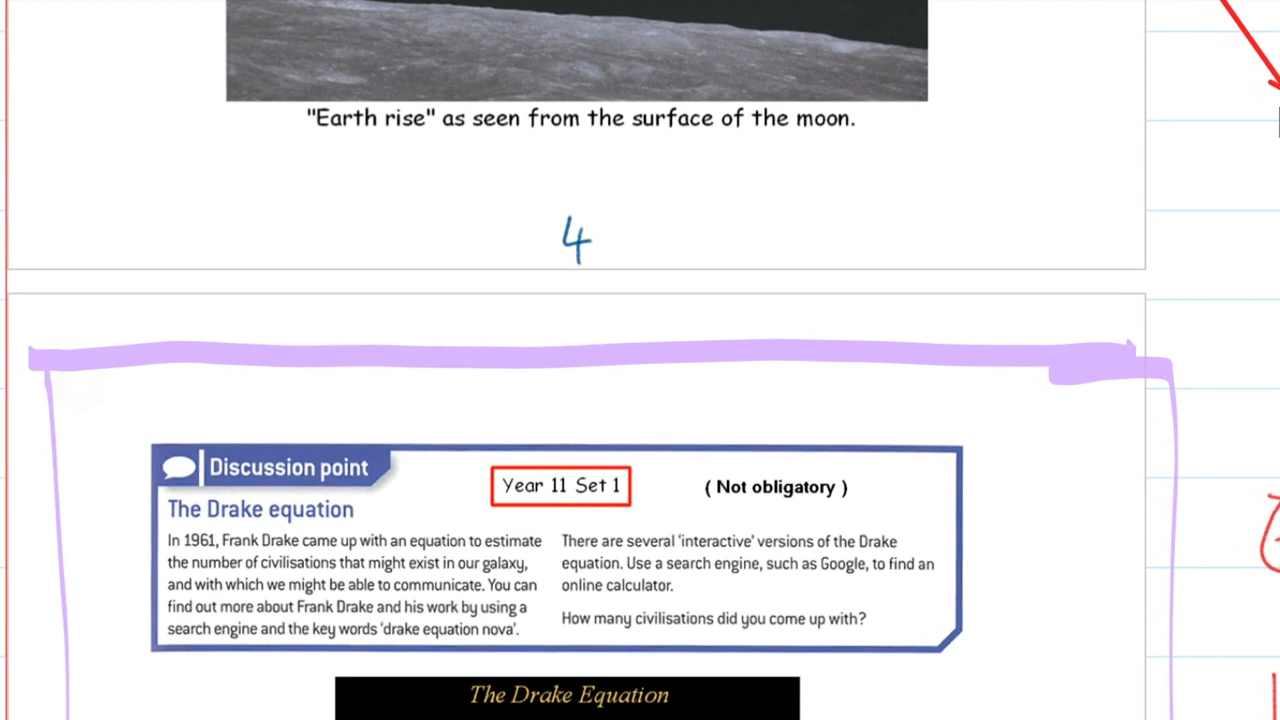 "Earth rise" as seen from the surface of the moon.
4
Discussion point
Year 11 Set 1
( Not obligatory )
The Drake equation
In 1961, Frank Drake came up with an equation to estimate
the number of civilisations that might exist in our galaxy,
and with which we might be able to communicate. You can
find out more about Frank Drake and his work by using a
search engine and the key words 'drake equation nova'.
There are several 'interactive' versions of the Drake
equation. Use a search engine, such as Google, to find an
online calculator.
How many civilisations did you come up with?
The Drake Equation